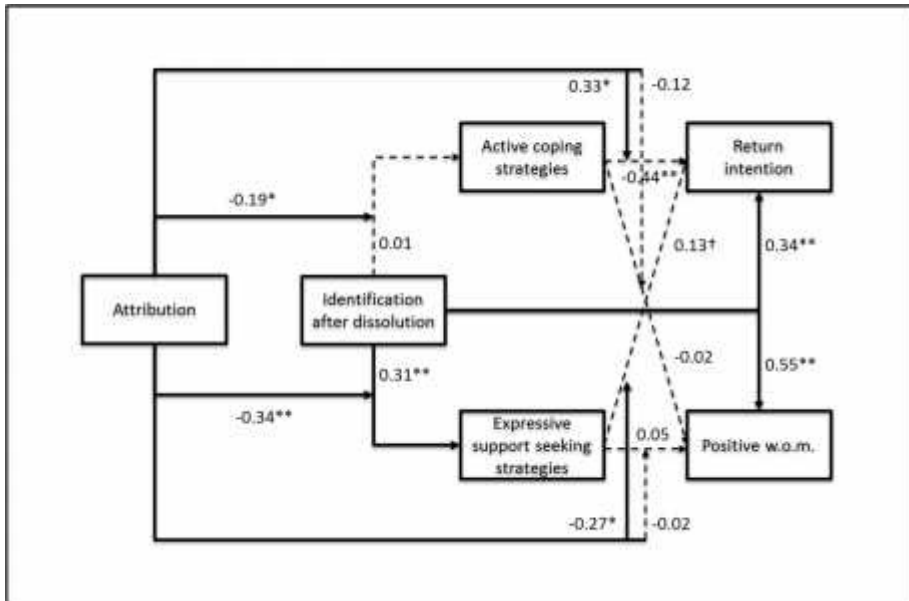 0.33*
-0.12
Active coping
strategies
Return
intention
-0.44**
-0.19*
0.01
0.13†
0.34**
Attribution
Identification
after dissolution
-0.02
0.55**
0.31**
-0.34**
Expressive
support seeking
strategies
0.05
Positive w.o.m.
-0.27*
-0.02